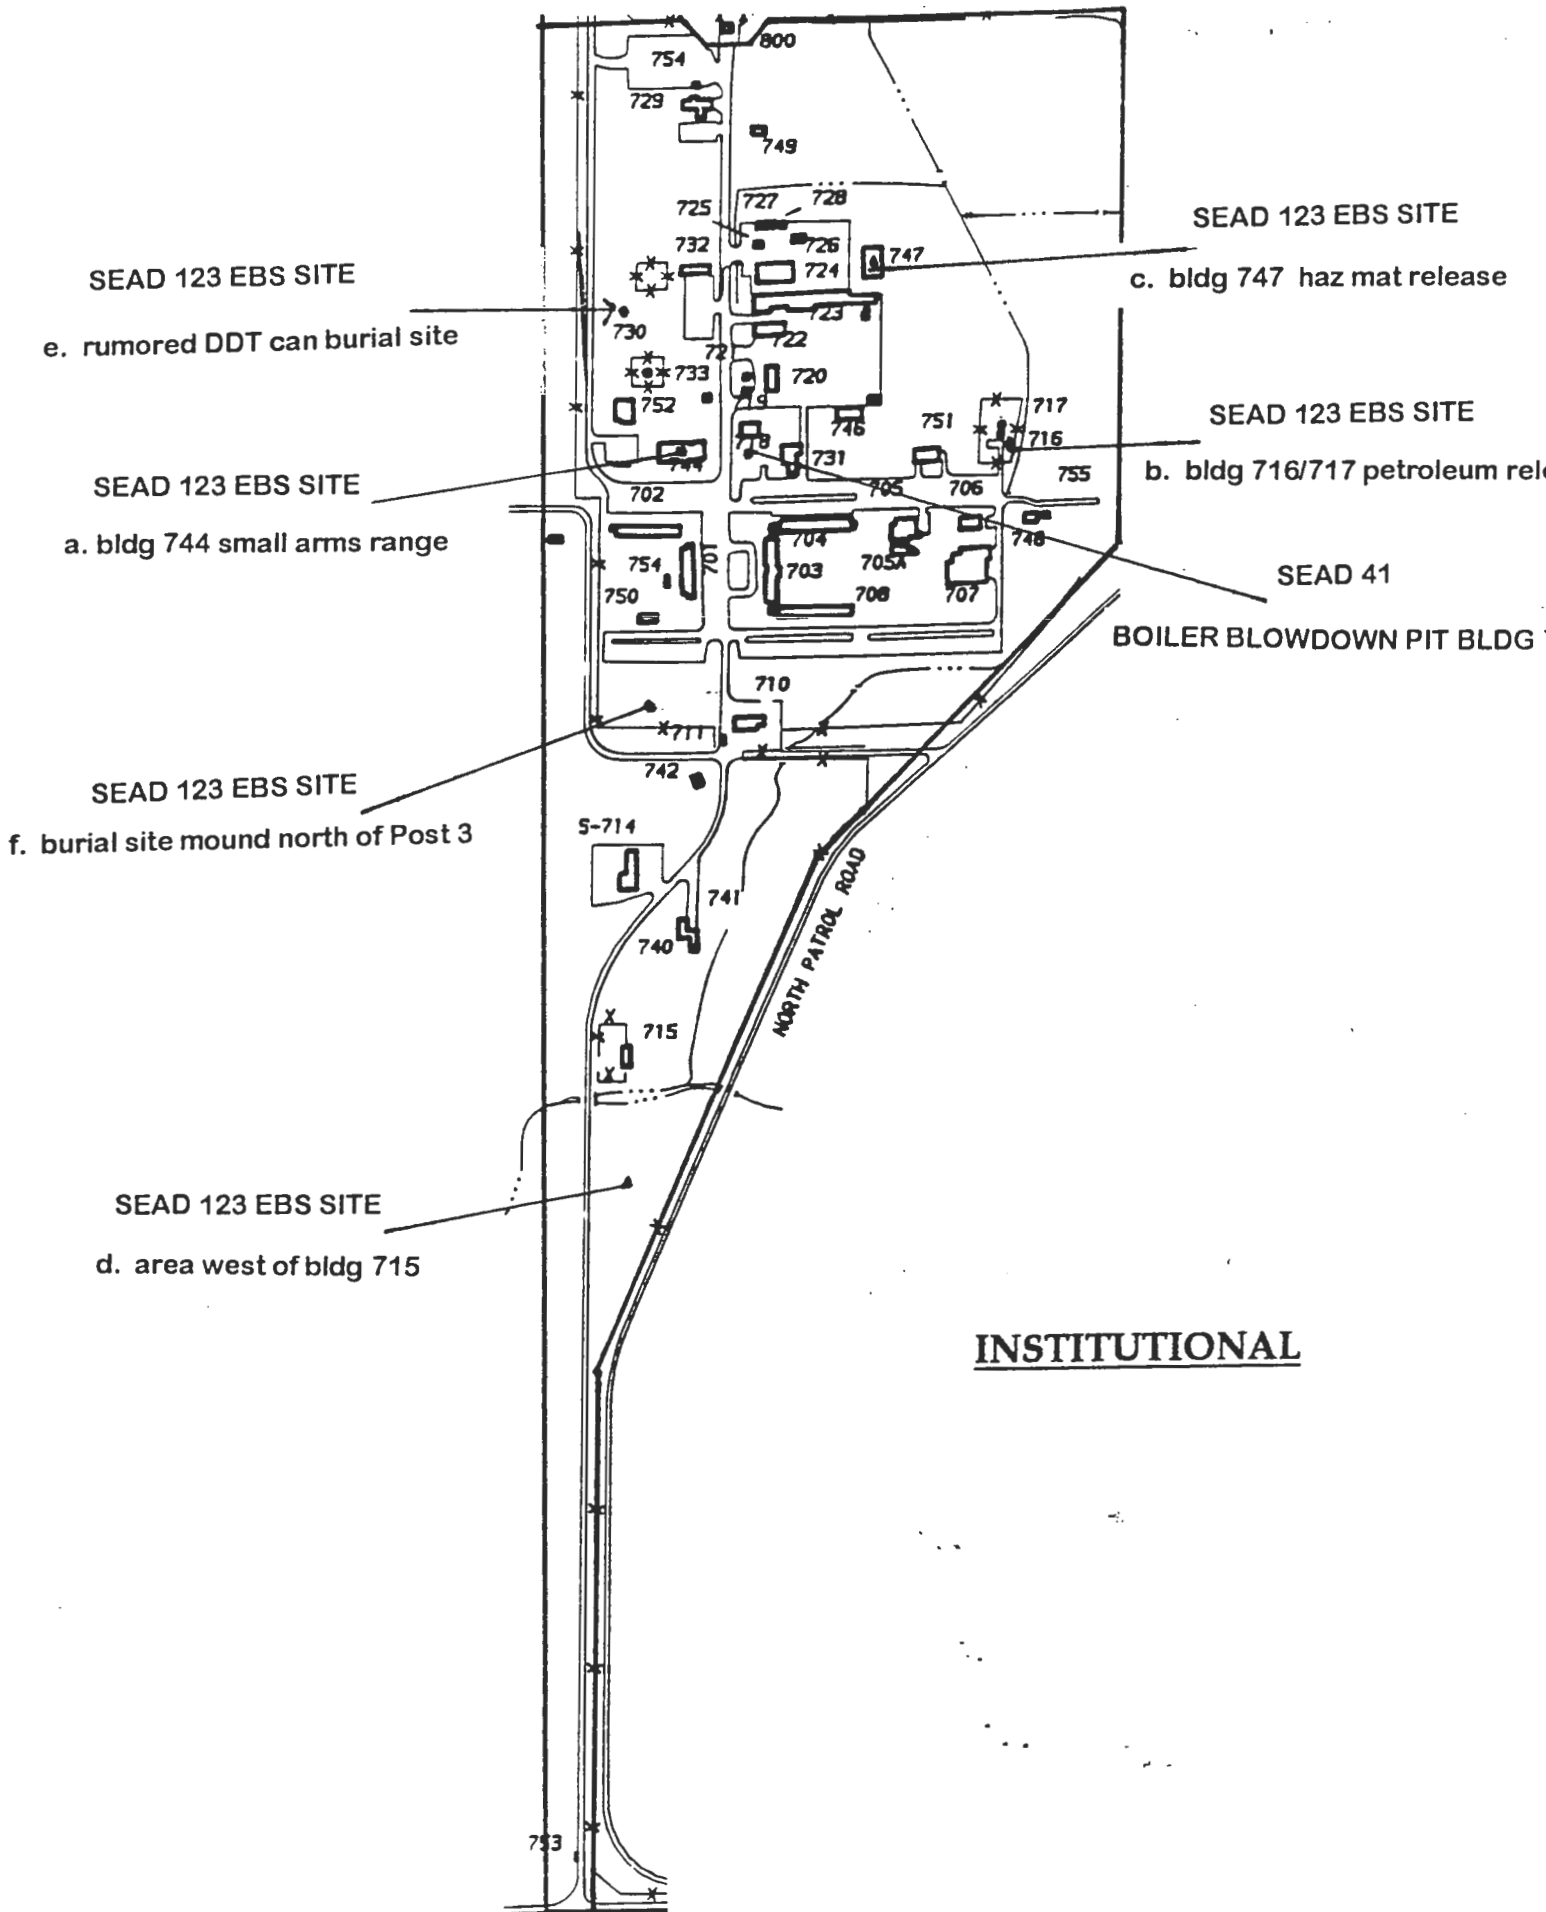 800
754
729
749
727 728
725
726
732
724
747
SEAD 123 EBS SITE
c. bldg 747 haz mat release
SEAD 123 EBS SITE
e. rumored DDT can burial site
730
723
722
72
733
720
752
9
746
751
717
716
SEAD 123 EBS SITE
b. bldg 716/717 petroleum rel
718
731
744
755
SEAD 123 EBS SITE
a. bldg 744 small arms range
702
705
706
704
701
754
703
705A
748
750
708
707
SEAD 41
BOILER BLOWDOWN PIT BLDG
710
711
742
SEAD 123 EBS SITE
f. burial site mound north of Post 3
S-714
741
740
NORTH PATROL ROAD
715
SEAD 123 EBS SITE
d. area west of bldg 715
INSTITUTIONAL
753